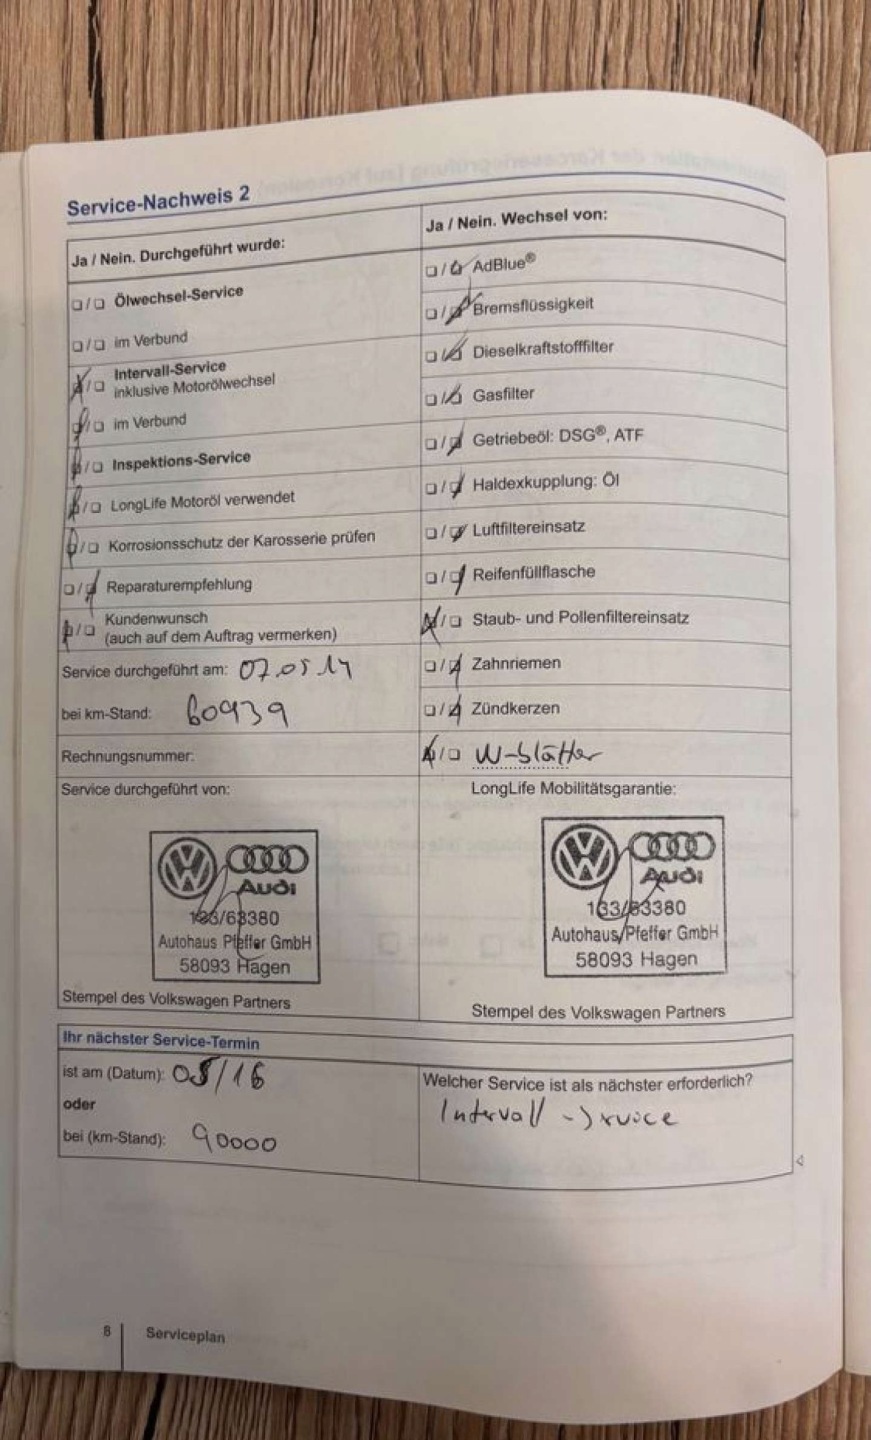 Service-Nachweis 2
Ja / Nein. Durchgeführt wurde:
❏/❏ Ölwechsel-Service
❏/❏ im Verbund
❏/❏ Intervall-Service
inklusive Motorölwechsel
❏/❏ im Verbund
❏/❏ Inspektions-Service
❏/❏ LongLife Motoröl verwendet
❏/❏ Korrosionsschutz der Karosserie prüfen
❏/❏ Reparaturempfehlung
❏/❏ Kundenwunsch
(auch auf dem Auftrag vermerken)
Service durchgeführt am: 07.05.14
bei km-Stand: 60939
Rechnungsnummer:
Service durchgeführt von:
VW Audi
133/63380
Autohaus Pfeffer GmbH
58093 Hagen
Stempel des Volkswagen Partners
Ja / Nein. Wechsel von:
❏/❏ AdBlue®
❏/❏ Bremsflüssigkeit
❏/❏ Dieselkraftstofffilter
❏/❏ Gasfilter
❏/❏ Getriebeöl: DSG®, ATF
❏/❏ Haldexkupplung: Öl
❏/❏ Luftfiltereinsatz
❏/❏ Reifenfüllflasche
❏/❏ Staub- und Pollenfiltereinsatz
❏/❏ Zahnriemen
❏/❏ Zündkerzen
❏/❏ W-blätter
LongLife Mobilitätsgarantie:
VW Audi
133/63380
Autohaus Pfeffer GmbH
58093 Hagen
Stempel des Volkswagen Partners
Ihr nächster Service-Termin
ist am (Datum): 05/16
oder
bei (km-Stand): 90000
Welcher Service ist als nächster erforderlich?
Intervall-Service
8 Serviceplan